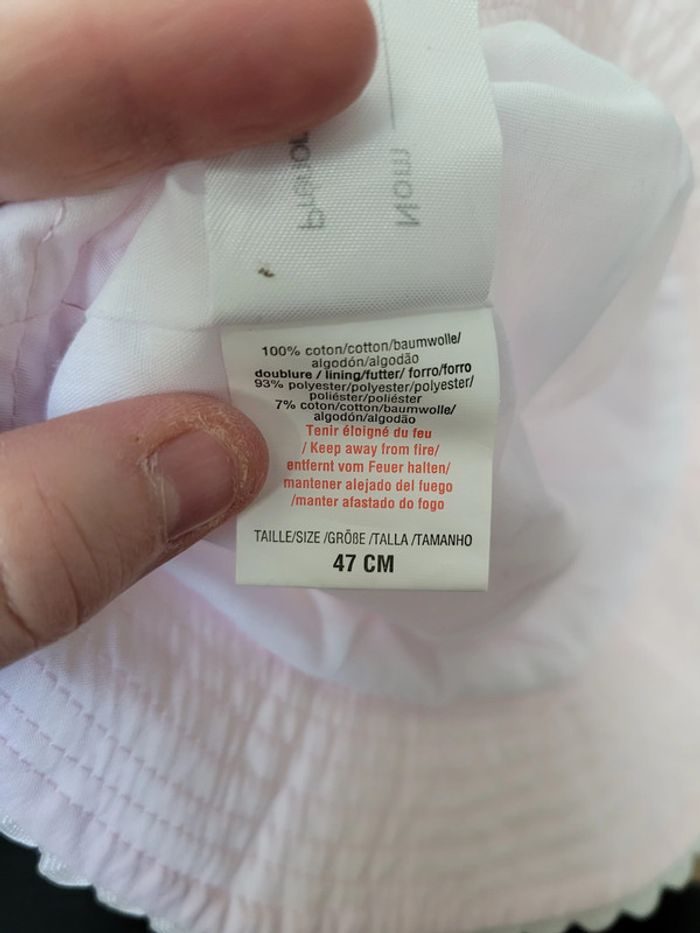 Prénom
Nom
100% coton/cotton/baumwolle/
algodón/algodão
doublure / lining/futter/ forro/forro
93% polyester/polyester/polyester/
poliéster/poliéster
7% coton/cotton/baumwolle/
algodón/algodão
Tenir éloigné du feu
/ Keep away from fire/
entfernt vom Feuer halten/
mantener alejado del fuego
/manter afastado do fogo
TAILLE/SIZE /GRÖßE /TALLA /TAMANHO
47 CM